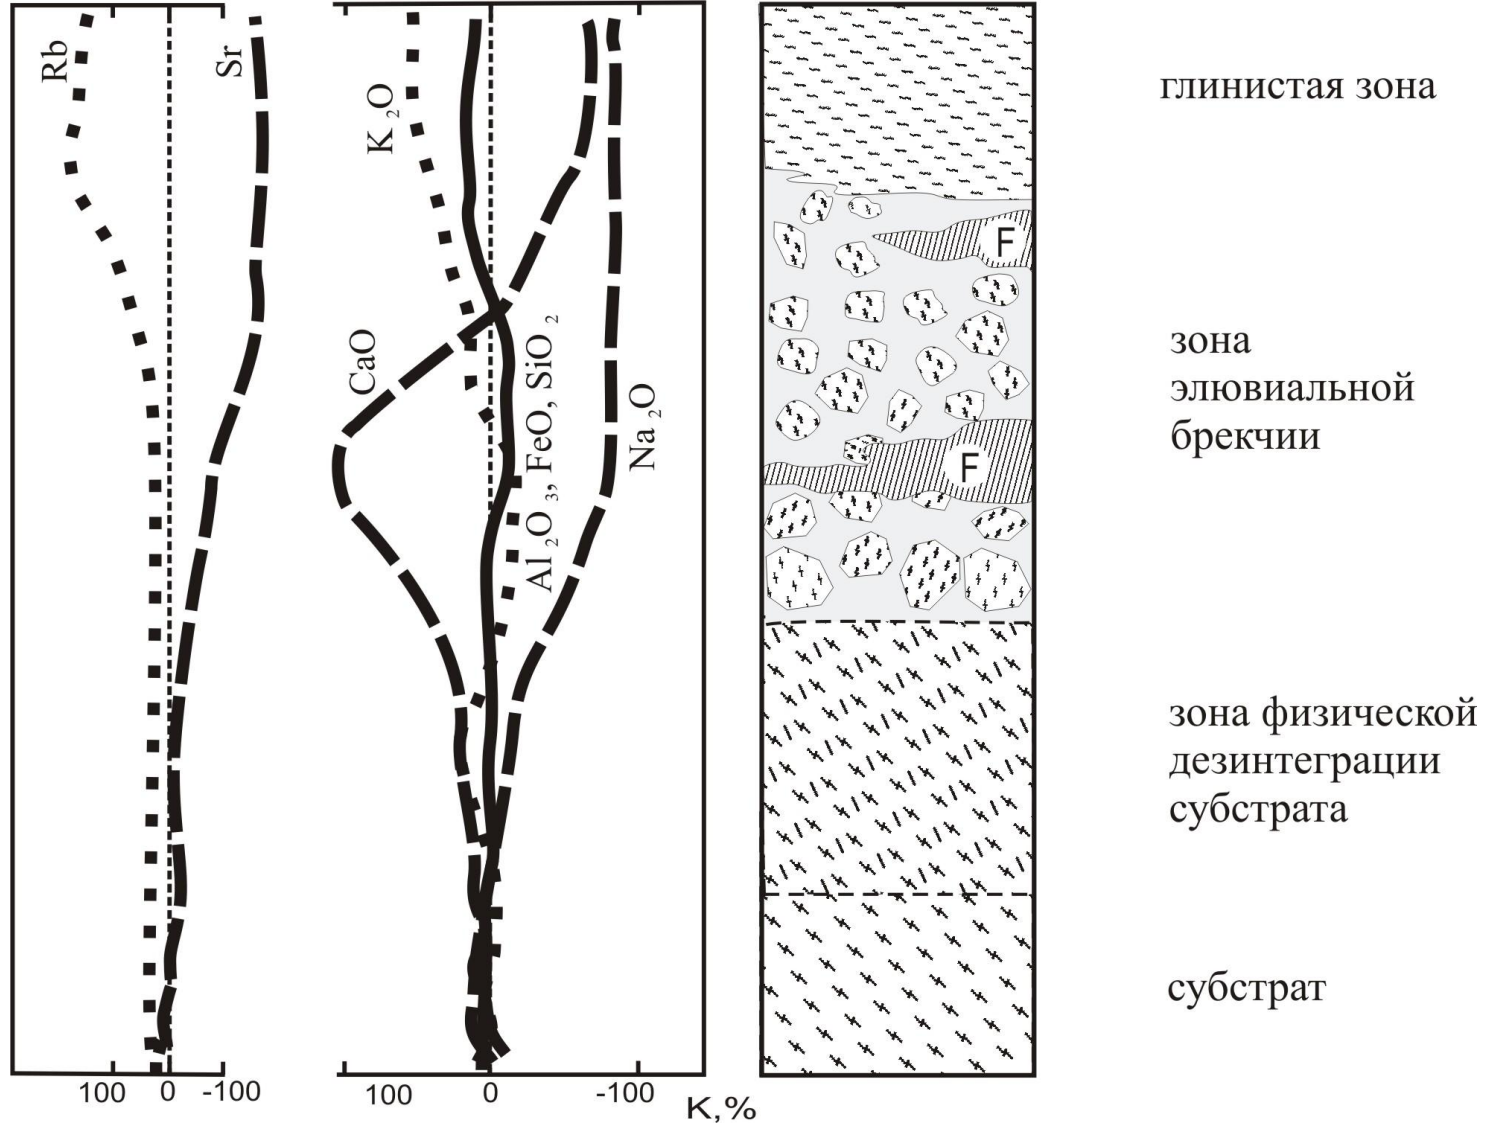 Rb
Sr
K2O
CaO
Al2O3, FeO, SiO2
Na2O
100 0 -100
100 0 -100
K,%
F
F
глинистая зона
зона
элювиальной
брекчии
зона физической
дезинтеграции
субстрата
субстрат